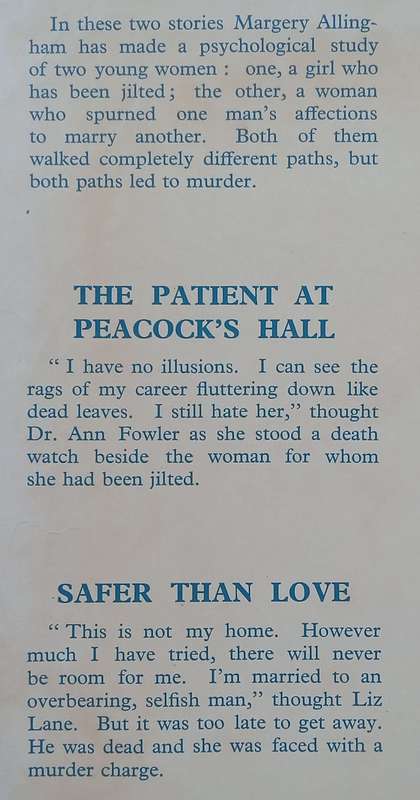 In these two stories Margery Alling-
ham has made a psychological study
of two young women : one, a girl who
has been jilted ; the other, a woman
who spurned one man's affections
to marry another. Both of them
walked completely different paths, but
both paths led to murder.
THE PATIENT AT
PEACOCK'S HALL
“ I have no illusions. I can see the
rags of my career fluttering down like
dead leaves. I still hate her,” thought
Dr. Ann Fowler as she stood a death
watch beside the woman for whom
she had been jilted.
SAFER THAN LOVE
“ This is not my home. However
much I have tried, there will never
be room for me. I'm married to an
overbearing, selfish man,” thought Liz
Lane. But it was too late to get away.
He was dead and she was faced with a
murder charge.